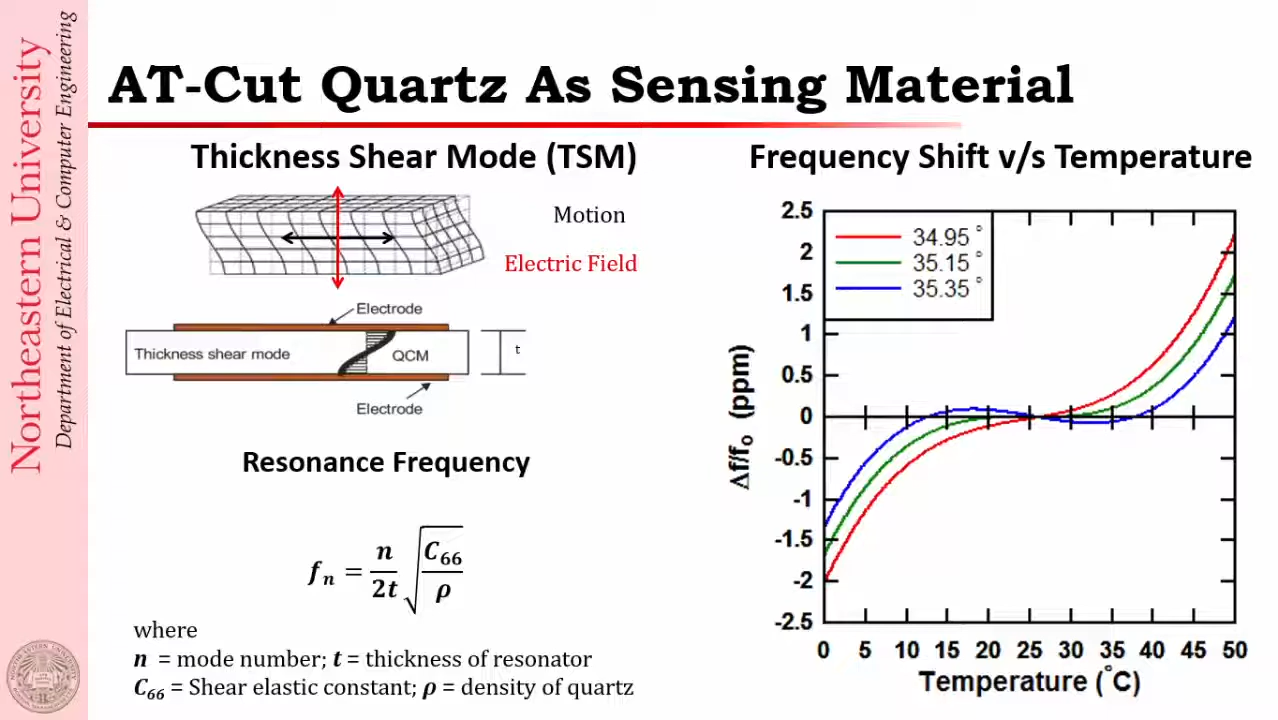 Northeastern University
Department of Electrical & Computer Engineering
AT-Cut Quartz As Sensing Material
Thickness Shear Mode (TSM)
Motion
Electric Field
Electrode
Thickness shear mode
QCM
t
Electrode
Resonance Frequency
fₙ = n/2t √(C₆₆/ρ)
where
n = mode number; t = thickness of resonator
C₆₆ = Shear elastic constant; ρ = density of quartz
Frequency Shift v/s Temperature
34.95 °
35.15 °
35.35 °
2.5
2
1.5
1
0.5
0
-0.5
-1
-1.5
-2
-2.5
Δf/fₒ (ppm)
0 5 10 15 20 25 30 35 40 45 50
Temperature (°C)